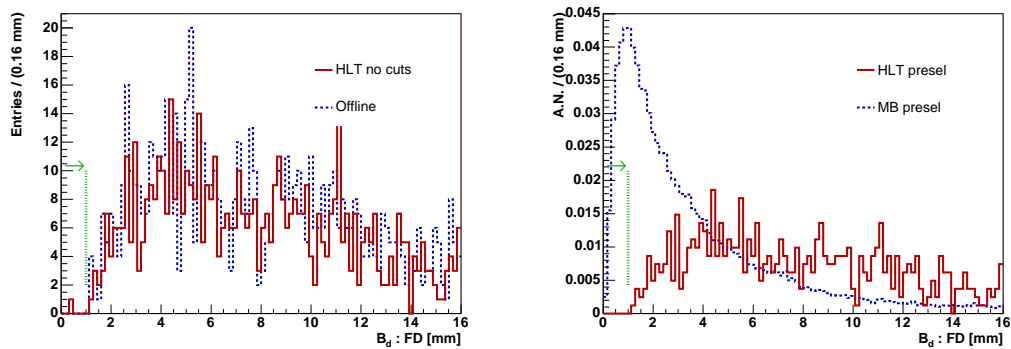 Entries / (0.16 mm)
20
18
16
14
12
10
8
6
4
2
0
0 2 4 6 8 10 12 14 16
B_d : FD [mm]
HLT no cuts
Offline
A.N. / (0.16 mm)
0.045
0.04
0.035
0.03
0.025
0.02
0.015
0.01
0.005
0
0 2 4 6 8 10 12 14 16
B_d : FD [mm]
HLT presel
MB presel